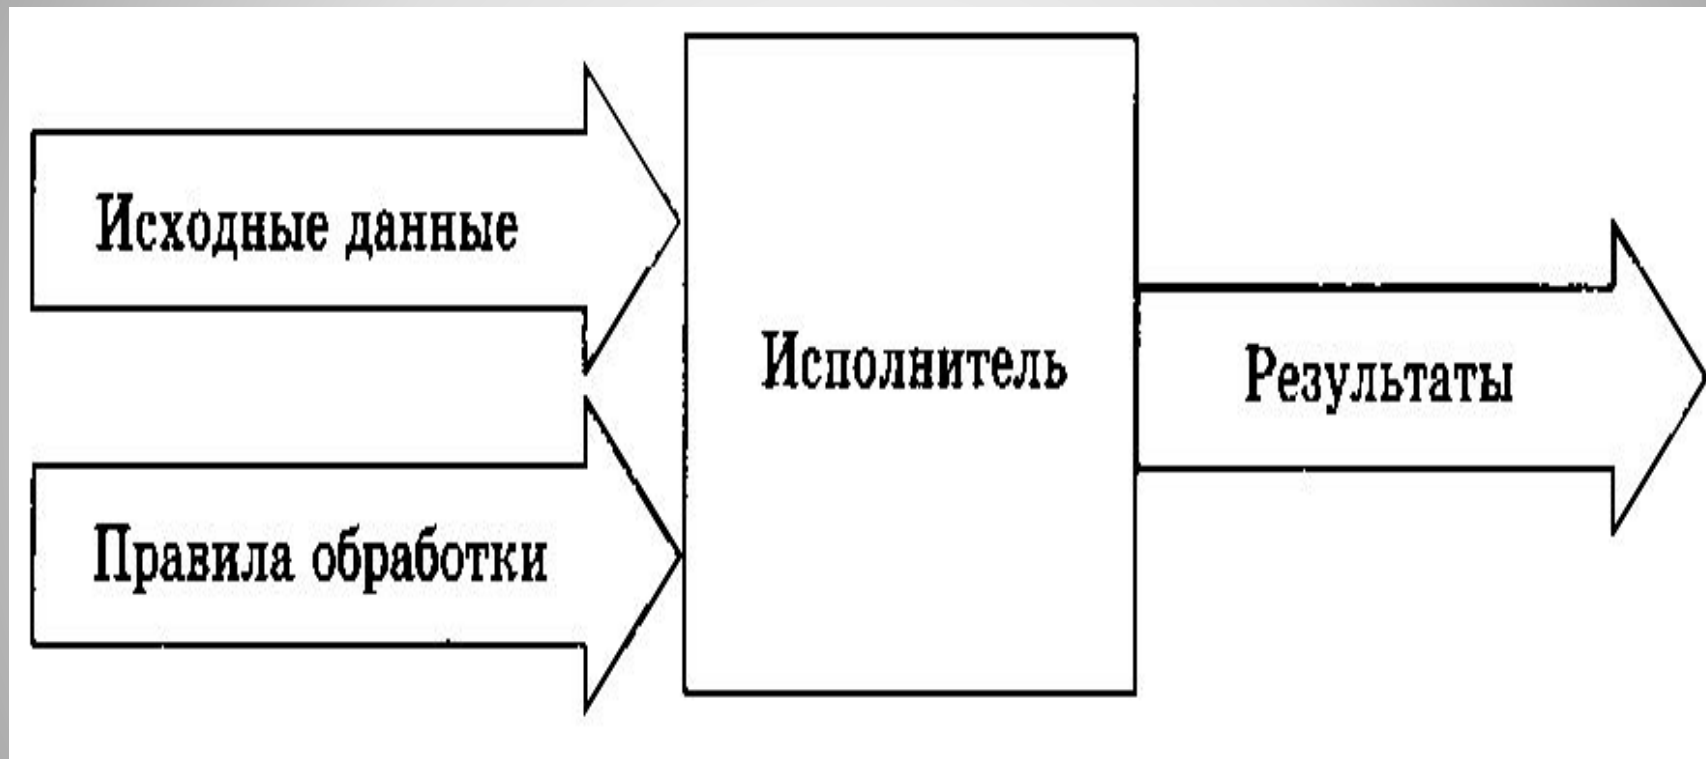 Исходные данные
Правила обработки
Исполнитель
Результаты